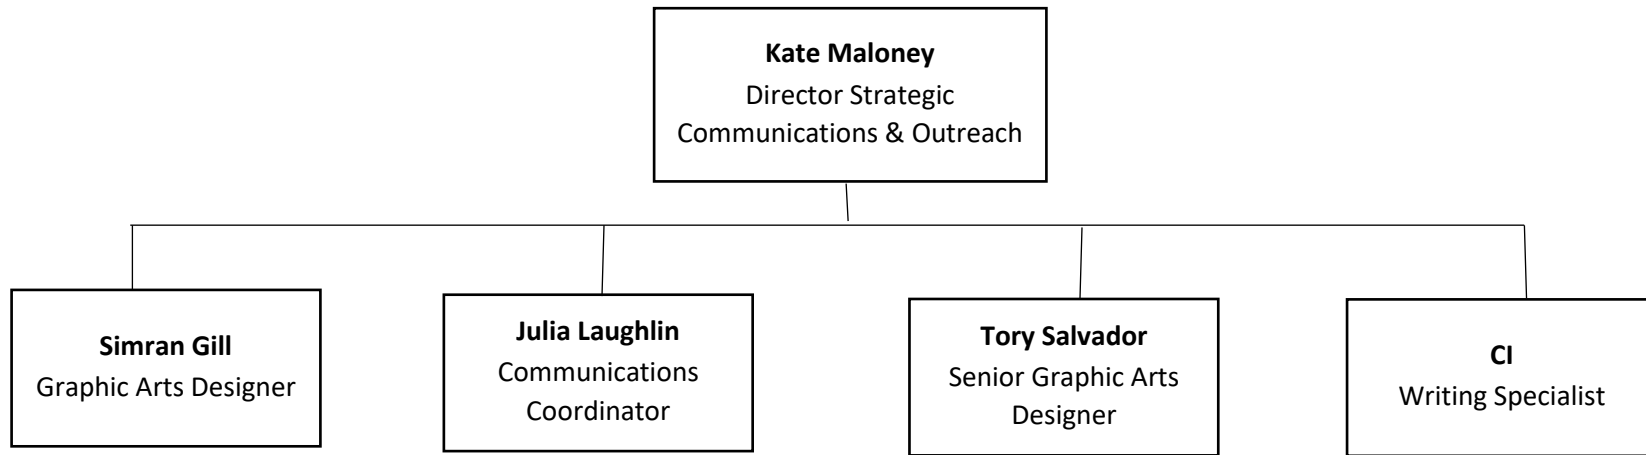 Kate Maloney
Director Strategic
Communications & Outreach
Simran Gill
Graphic Arts Designer
Julia Laughlin
Communications
Coordinator
Tory Salvador
Senior Graphic Arts
Designer
CI
Writing Specialist